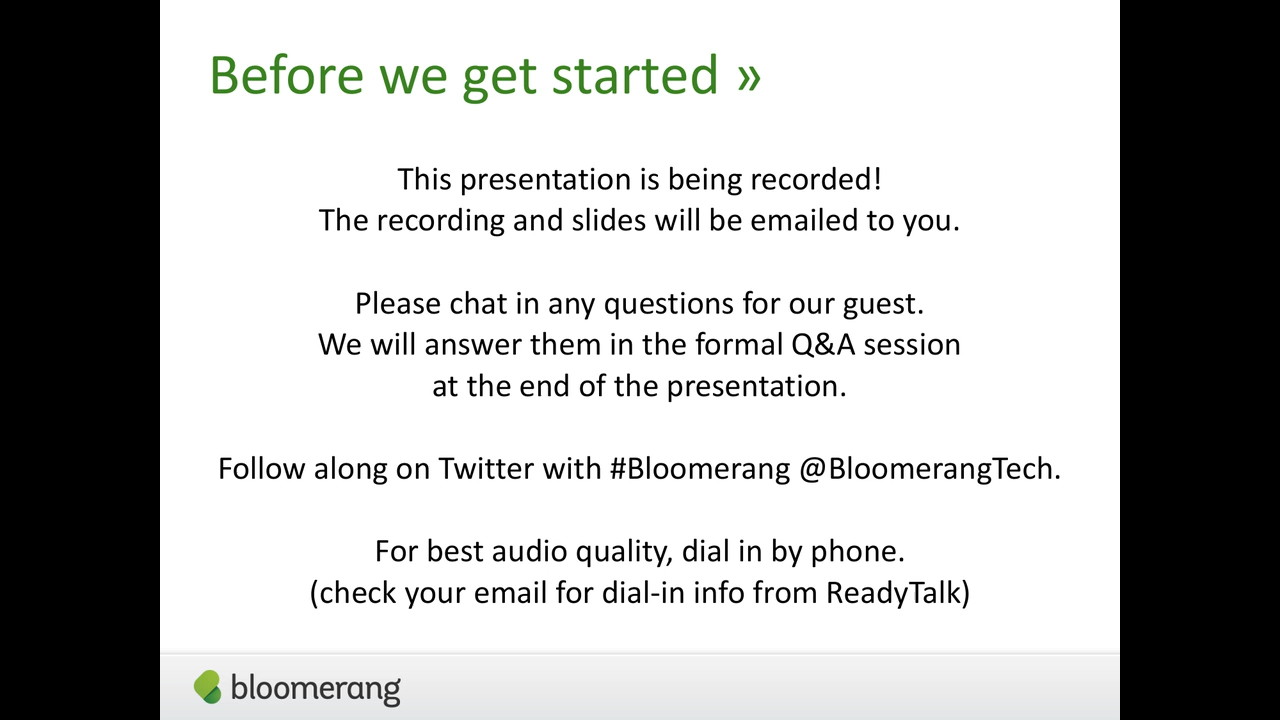 Before we get started »
This presentation is being recorded!
The recording and slides will be emailed to you.
Please chat in any questions for our guest.
We will answer them in the formal Q&A session
at the end of the presentation.
Follow along on Twitter with #Bloomerang @BloomerangTech.
For best audio quality, dial in by phone.
(check your email for dial-in info from ReadyTalk)
bloomerang